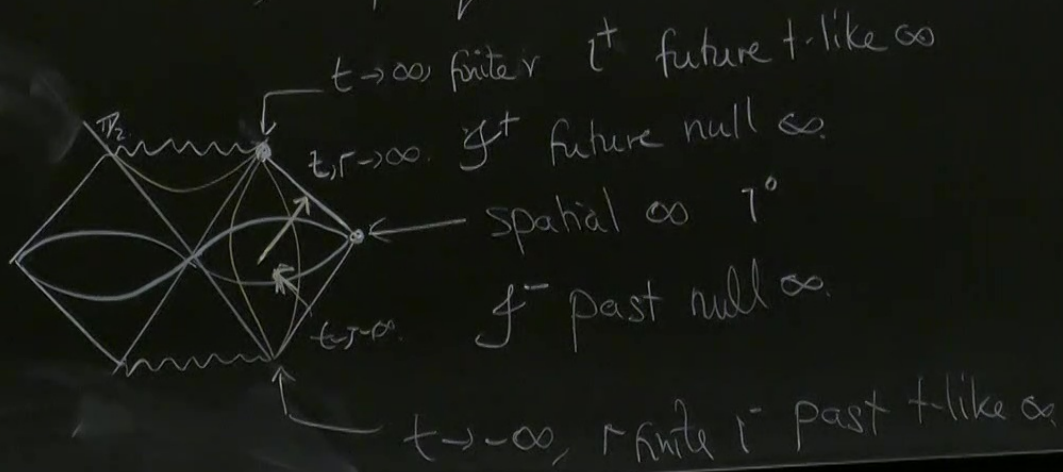 t→∞, finite r i⁺ future t-like ∞
π/2
t,r→∞. 𝓘⁺ future null ∞.
spatial ∞ i⁰
𝓘⁻ past null ∞.
t→-∞, r finite i⁻ past t-like ∞